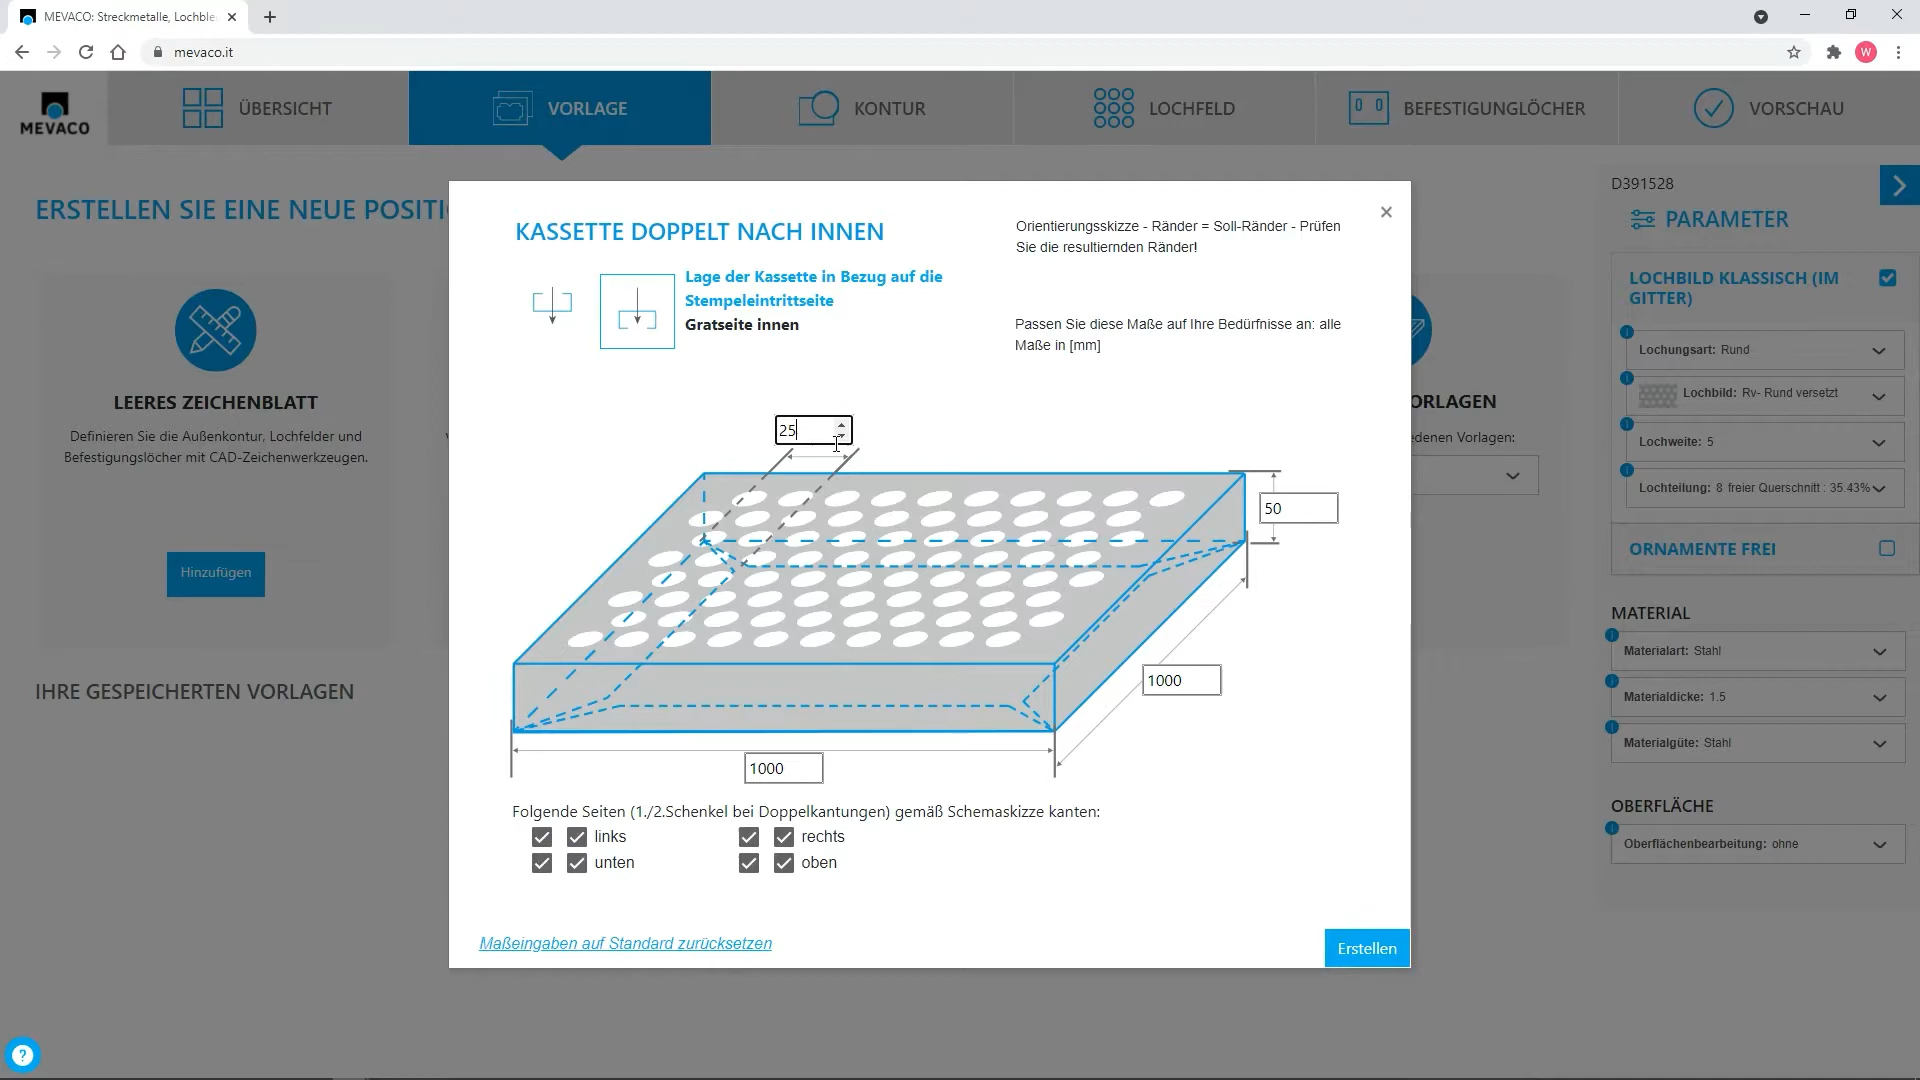 MEVACO: Streckmetalle, Lochble
mevaco.it
W
MEVACO
ÜBERSICHT
VORLAGE
KONTUR
LOCHFELD
BEFESTIGUNGLÖCHER
VORSCHAU
ERSTELLEN SIE EINE NEUE POSITI
LEERES ZEICHENBLATT
Definieren Sie die Außenkontur, Lochfelder und
Befestigungslöcher mit CAD-Zeichenwerkzeugen.
Hinzufügen
IHRE GESPEICHERTEN VORLAGEN
KASSETTE DOPPELT NACH INNEN
Lage der Kassette in Bezug auf die
Stempeleintrittseite
Gratseite innen
Orientierungsskizze - Ränder = Soll-Ränder - Prüfen
Sie die resultiernden Ränder!
Passen Sie diese Maße auf Ihre Bedürfnisse an: alle
Maße in [mm]
25
50
1000
1000
Folgende Seiten (1./2.Schenkel bei Doppelkantungen) gemäß Schemaskizze kanten:
links
rechts
unten
oben
Maßeingaben auf Standard zurücksetzen
Erstellen
ORLAGEN
edenen Vorlagen:
D391528
PARAMETER
LOCHBILD KLASSISCH (IM
GITTER)
Lochungsart: Rund
Lochbild: Rv- Rund versetzt
Lochweite: 5
Lochteilung: 8 freier Querschnitt : 35.43%
ORNAMENTE FREI
MATERIAL
Materialart: Stahl
Materialdicke: 1.5
Materialgüte: Stahl
OBERFLÄCHE
Oberflächenbearbeitung: ohne
?